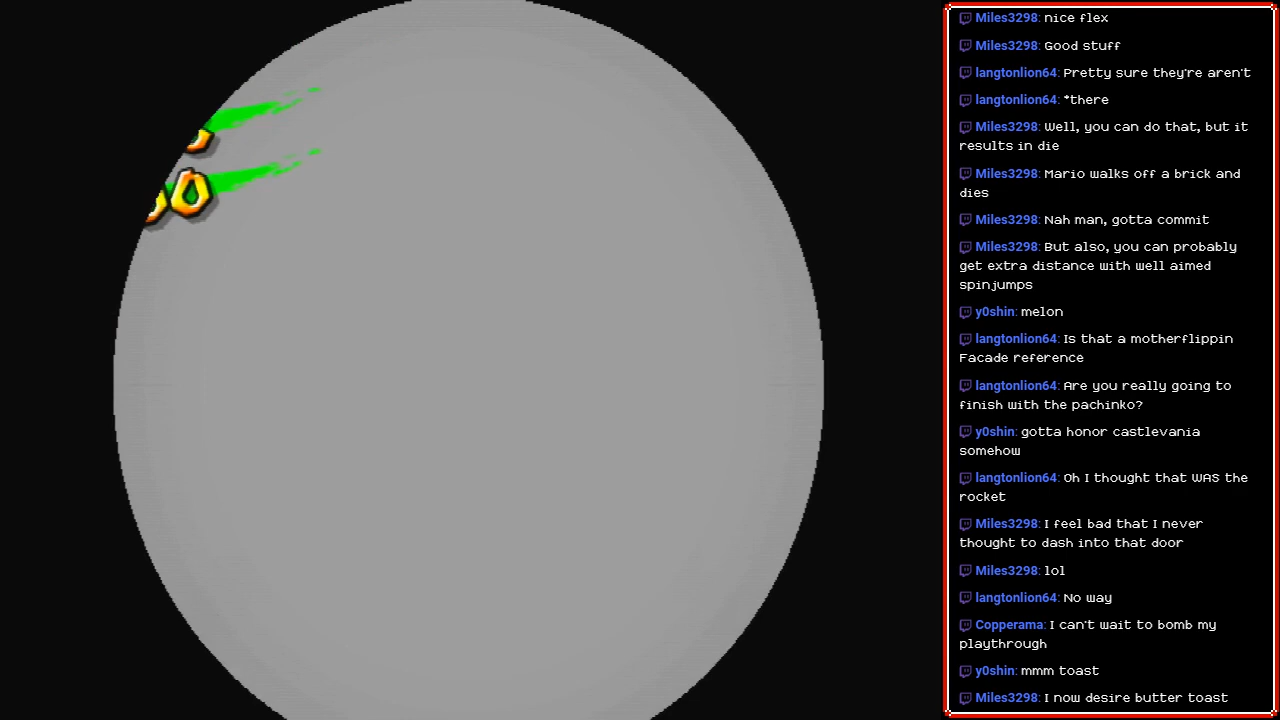 Miles3298: nice flex
Miles3298: Good stuff
langtonlion64: Pretty sure they're aren't
langtonlion64: *there
Miles3298: Well, you can do that, but it
results in die
Miles3298: Mario walks off a brick and
dies
Miles3298: Nah man, gotta commit
Miles3298: But also, you can probably
get extra distance with well aimed
spinjumps
y0shin: melon
langtonlion64: Is that a motherflippin
Facade reference
langtonlion64: Are you really going to
finish with the pachinko?
y0shin: gotta honor castlevania
somehow
langtonlion64: Oh I thought that WAS the
rocket
Miles3298: I feel bad that I never
thought to dash into that door
Miles3298: lol
langtonlion64: No way
Copperama: I can't wait to bomb my
playthrough
y0shin: mmm toast
Miles3298: I now desire butter toast